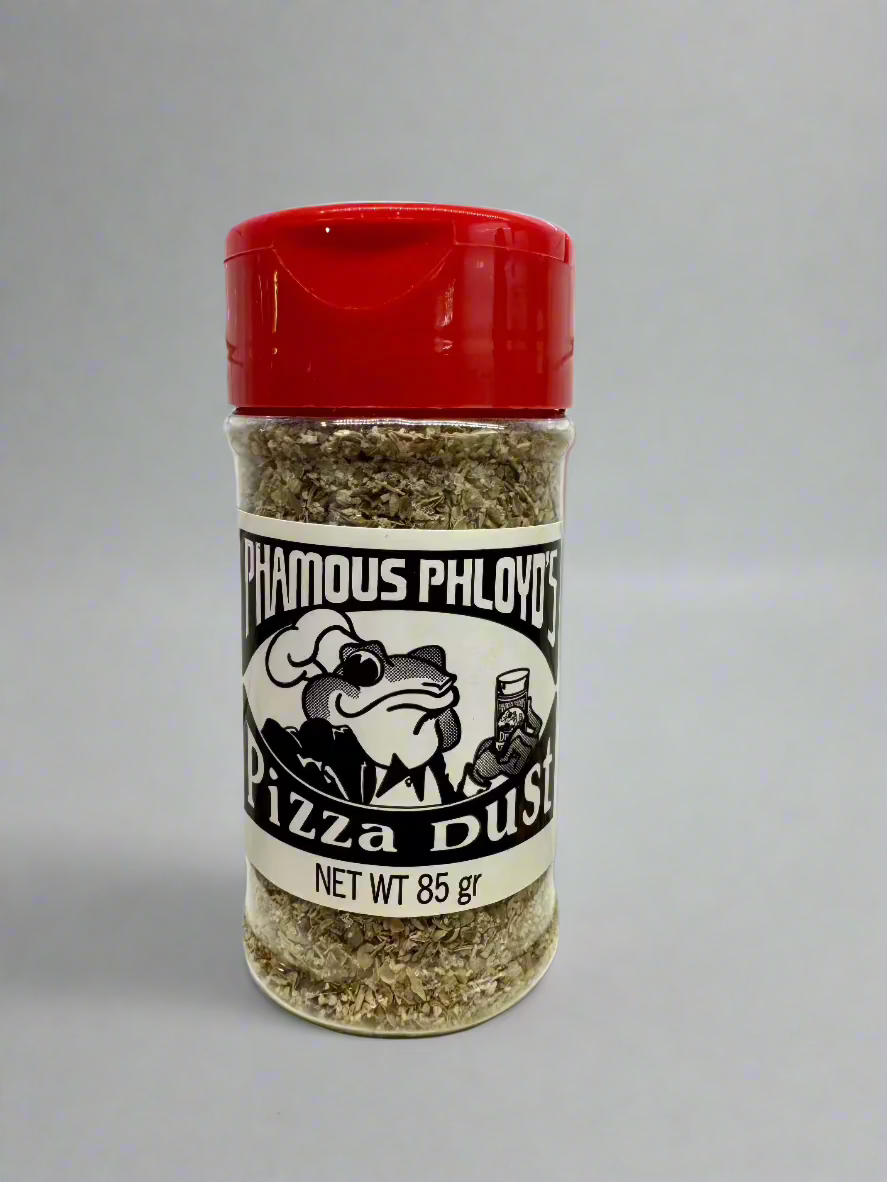 PHAMOUS PHLOYD'S
Pizza Dust
NET WT 85 gr